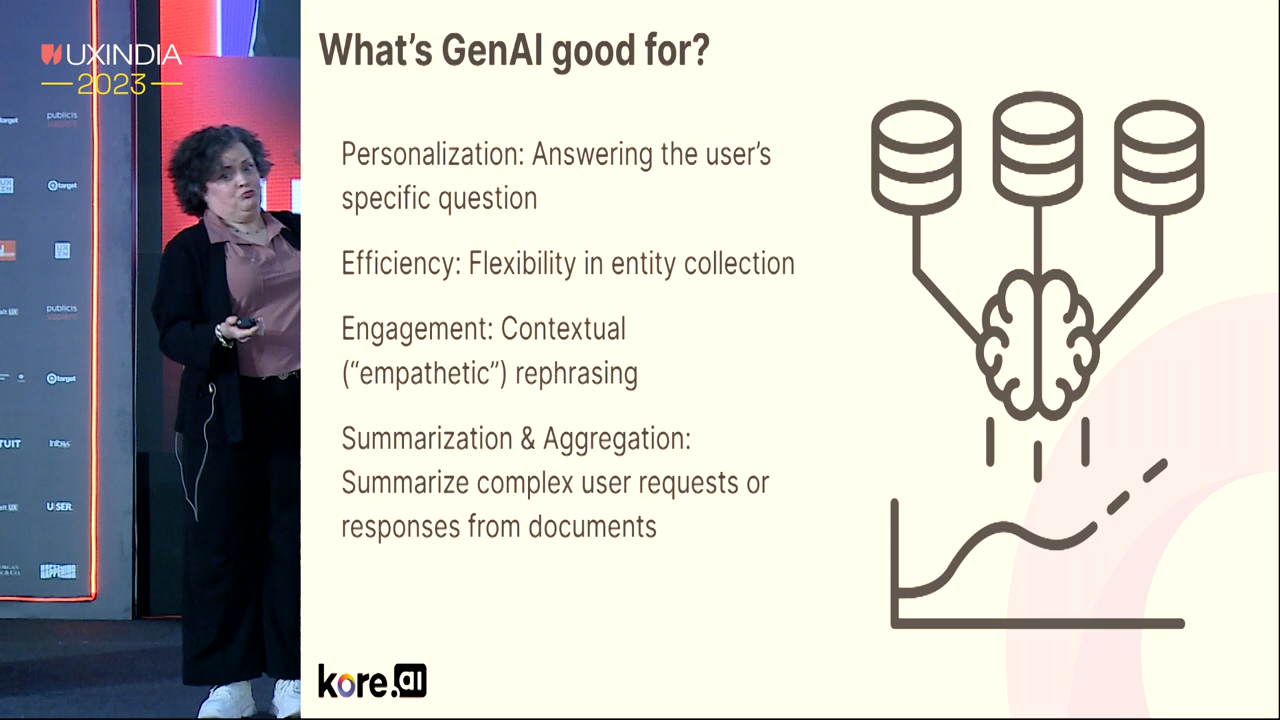 UXINDIA
2023
What's GenAI good for?
Personalization: Answering the user's
specific question
Efficiency: Flexibility in entity collection
Engagement: Contextual
("empathetic") rephrasing
Summarization & Aggregation:
Summarize complex user requests or
responses from documents
kore.ai
publicis
sapient
target
target
publicis
sapient
target
Infosys
USER